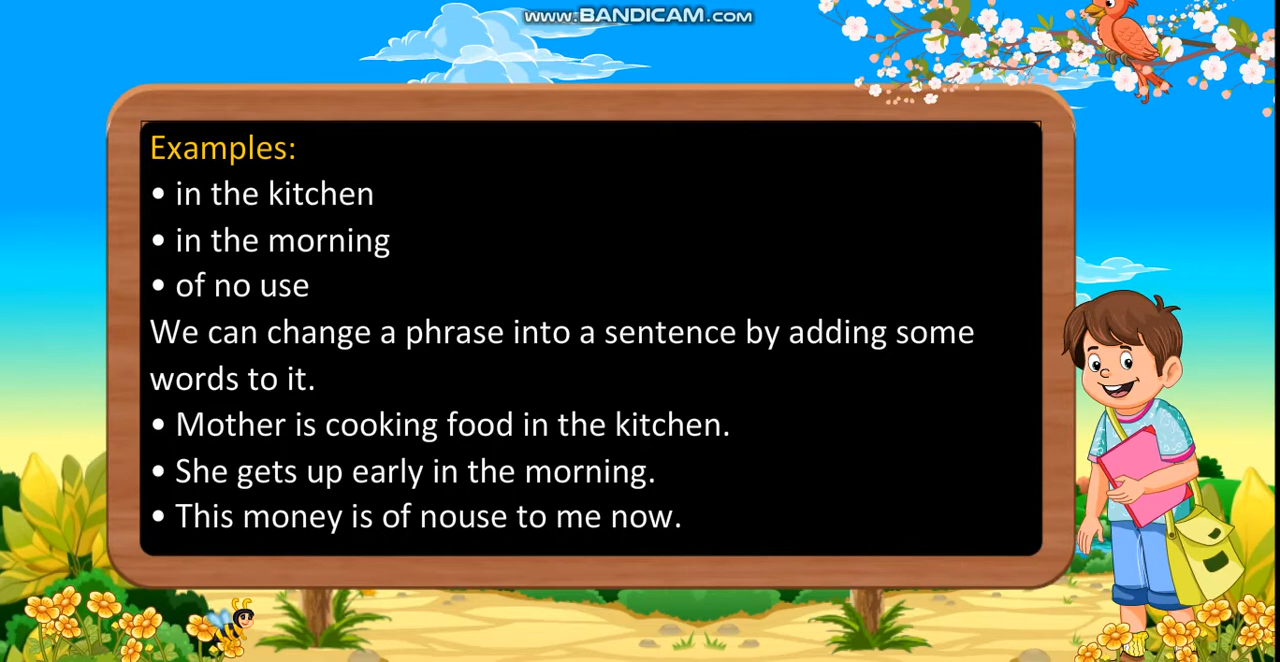 www.BANDICAM.com
Examples:
• in the kitchen
• in the morning
• of no use
We can change a phrase into a sentence by adding some
words to it.
• Mother is cooking food in the kitchen.
• She gets up early in the morning.
• This money is of nouse to me now.